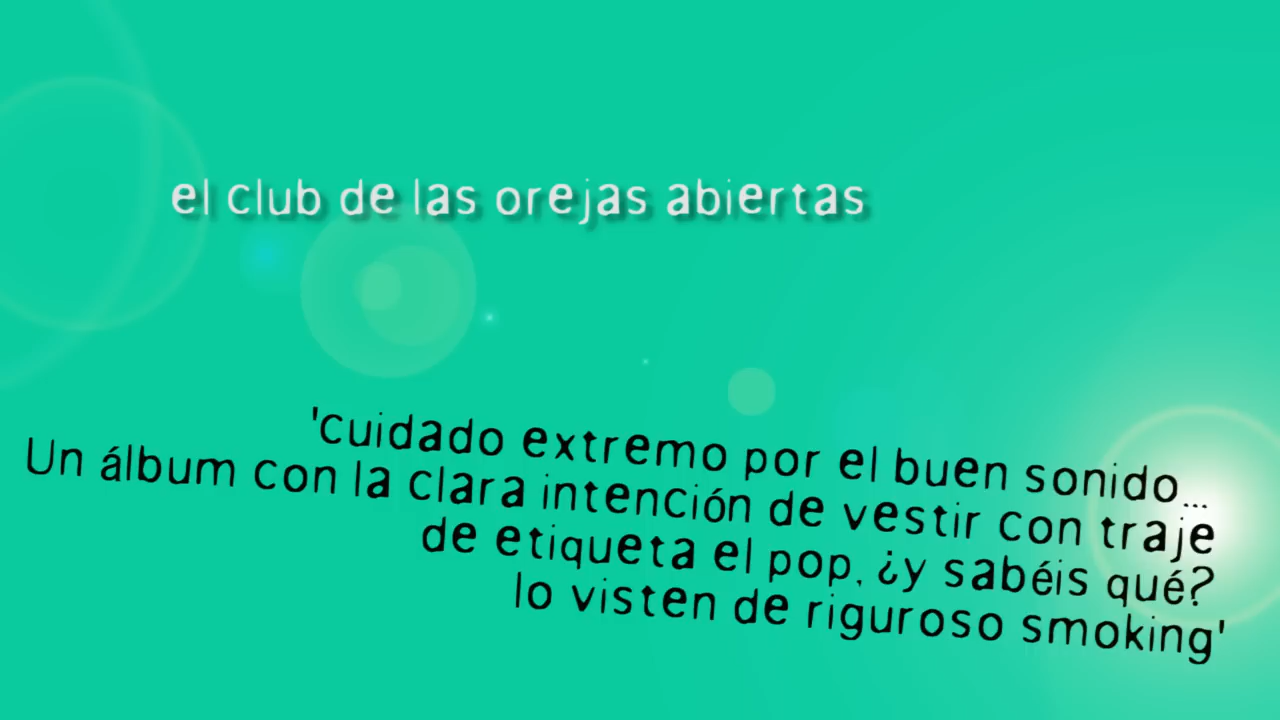 el club de las orejas abiertas
'cuidado extremo por el buen sonido...
Un álbum con la clara intención de vestir con traje
de etiqueta el pop, ¿y sabéis qué?
lo visten de riguroso smoking'